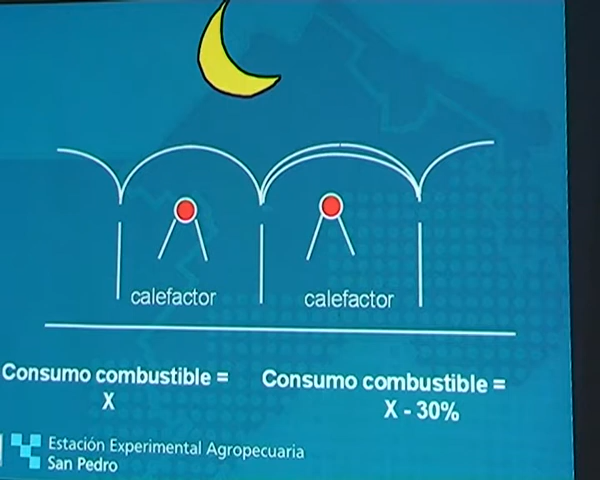 calefactor
calefactor
Consumo combustible =
X
Consumo combustible =
X - 30%
Estación Experimental Agropecuaria
San Pedro